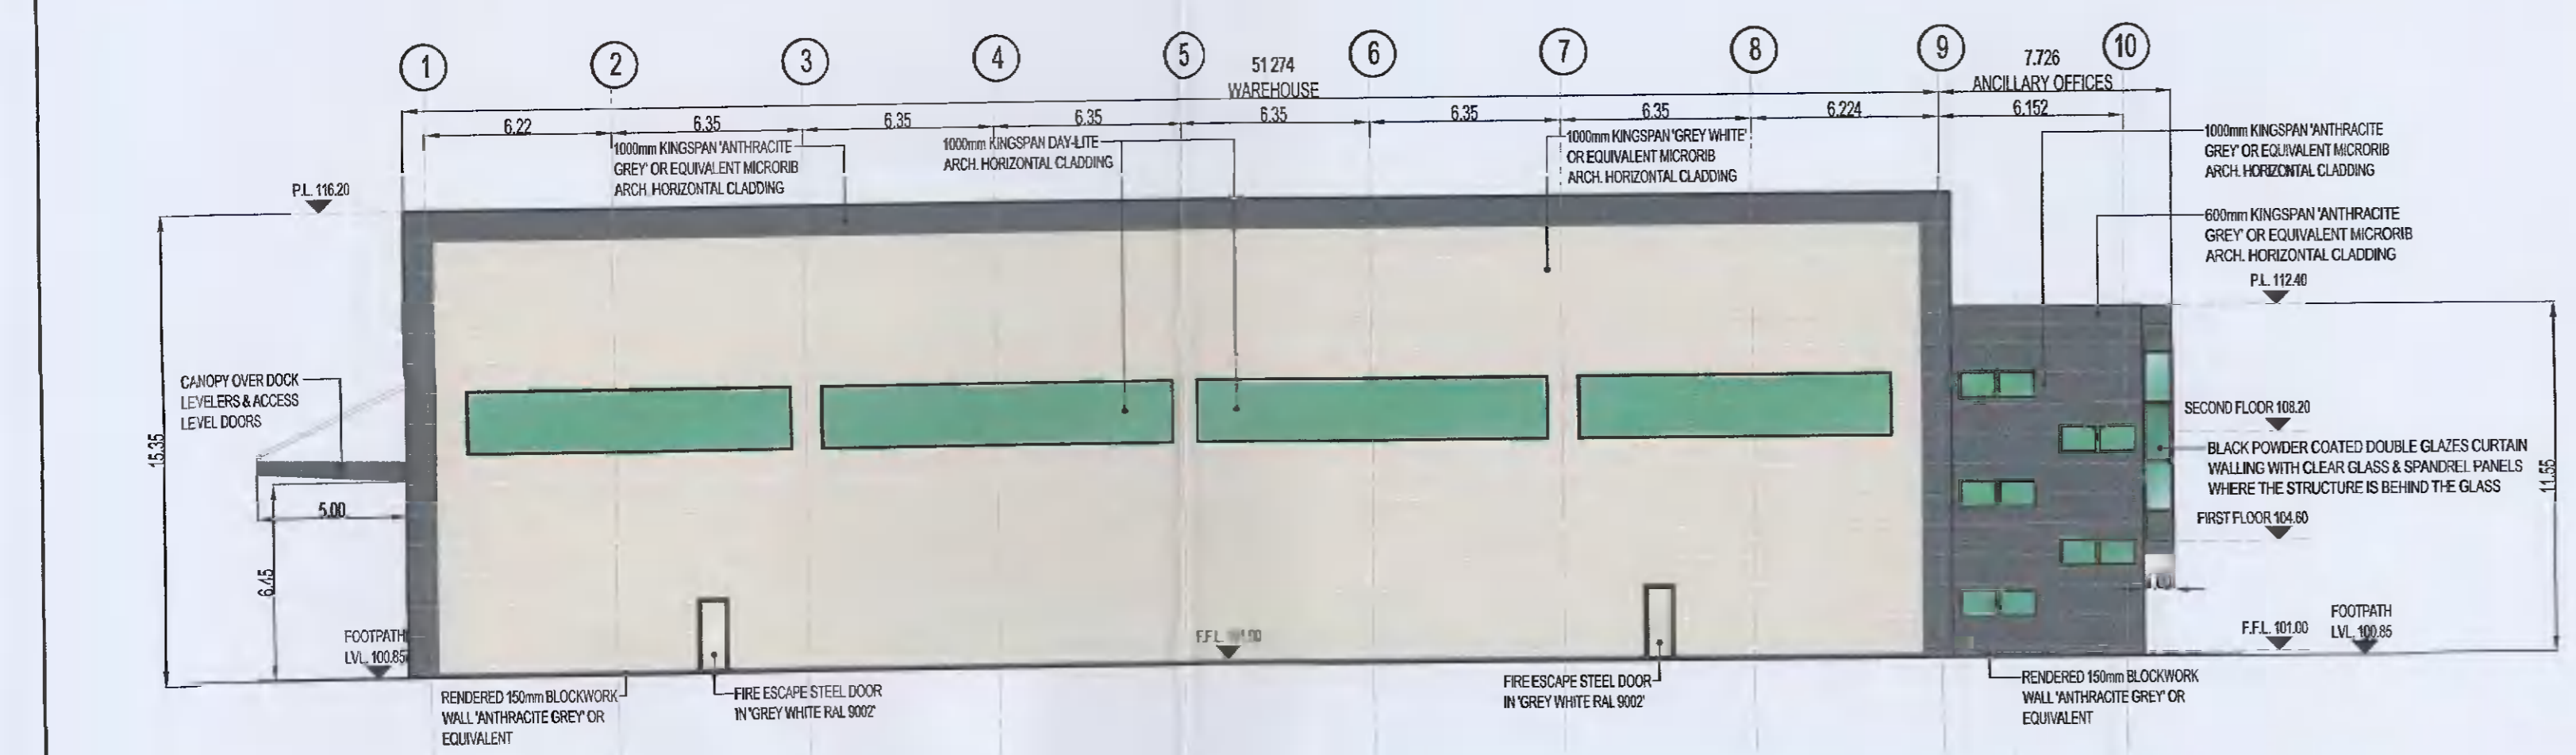 1 2 3 4 5 6 7 8 9 10
51 274
WAREHOUSE
7.726
ANCILLARY OFFICES
6.22 6.35 6.35 6.35 6.35 6.35 6.35 6.224 6.152
1000mm KINGSPAN 'ANTHRACITE
GREY' OR EQUIVALENT MICRORIB
ARCH. HORIZONTAL CLADDING
1000mm KINGSPAN DAY-LITE
ARCH. HORIZONTAL CLADDING
1000mm KINGSPAN 'GREY WHITE'
OR EQUIVALENT MICRORIB
ARCH. HORIZONTAL CLADDING
1000mm KINGSPAN 'ANTHRACITE
GREY' OR EQUIVALENT MICRORIB
ARCH. HORIZONTAL CLADDING
600mm KINGSPAN 'ANTHRACITE
GREY' OR EQUIVALENT MICRORIB
ARCH. HORIZONTAL CLADDING
P.L. 116.20
P.L. 112.40
CANOPY OVER DOCK
LEVELERS & ACCESS
LEVEL DOORS
15.35
5.00
6.45
SECOND FLOOR 108.20
BLACK POWDER COATED DOUBLE GLAZES CURTAIN
WALLING WITH CLEAR GLASS & SPANDREL PANELS
WHERE THE STRUCTURE IS BEHIND THE GLASS
11.55
FIRST FLOOR 104.60
FOOTPATH
LVL. 100.85
F.F.L.
F.F.L. 101.00
FOOTPATH
LVL. 100.85
RENDERED 150mm BLOCKWORK
WALL 'ANTHRACITE GREY' OR
EQUIVALENT
FIRE ESCAPE STEEL DOOR
IN 'GREY WHITE RAL 9002'
FIRE ESCAPE STEEL DOOR
IN 'GREY WHITE RAL 9002'
RENDERED 150mm BLOCKWORK
WALL 'ANTHRACITE GREY' OR
EQUIVALENT